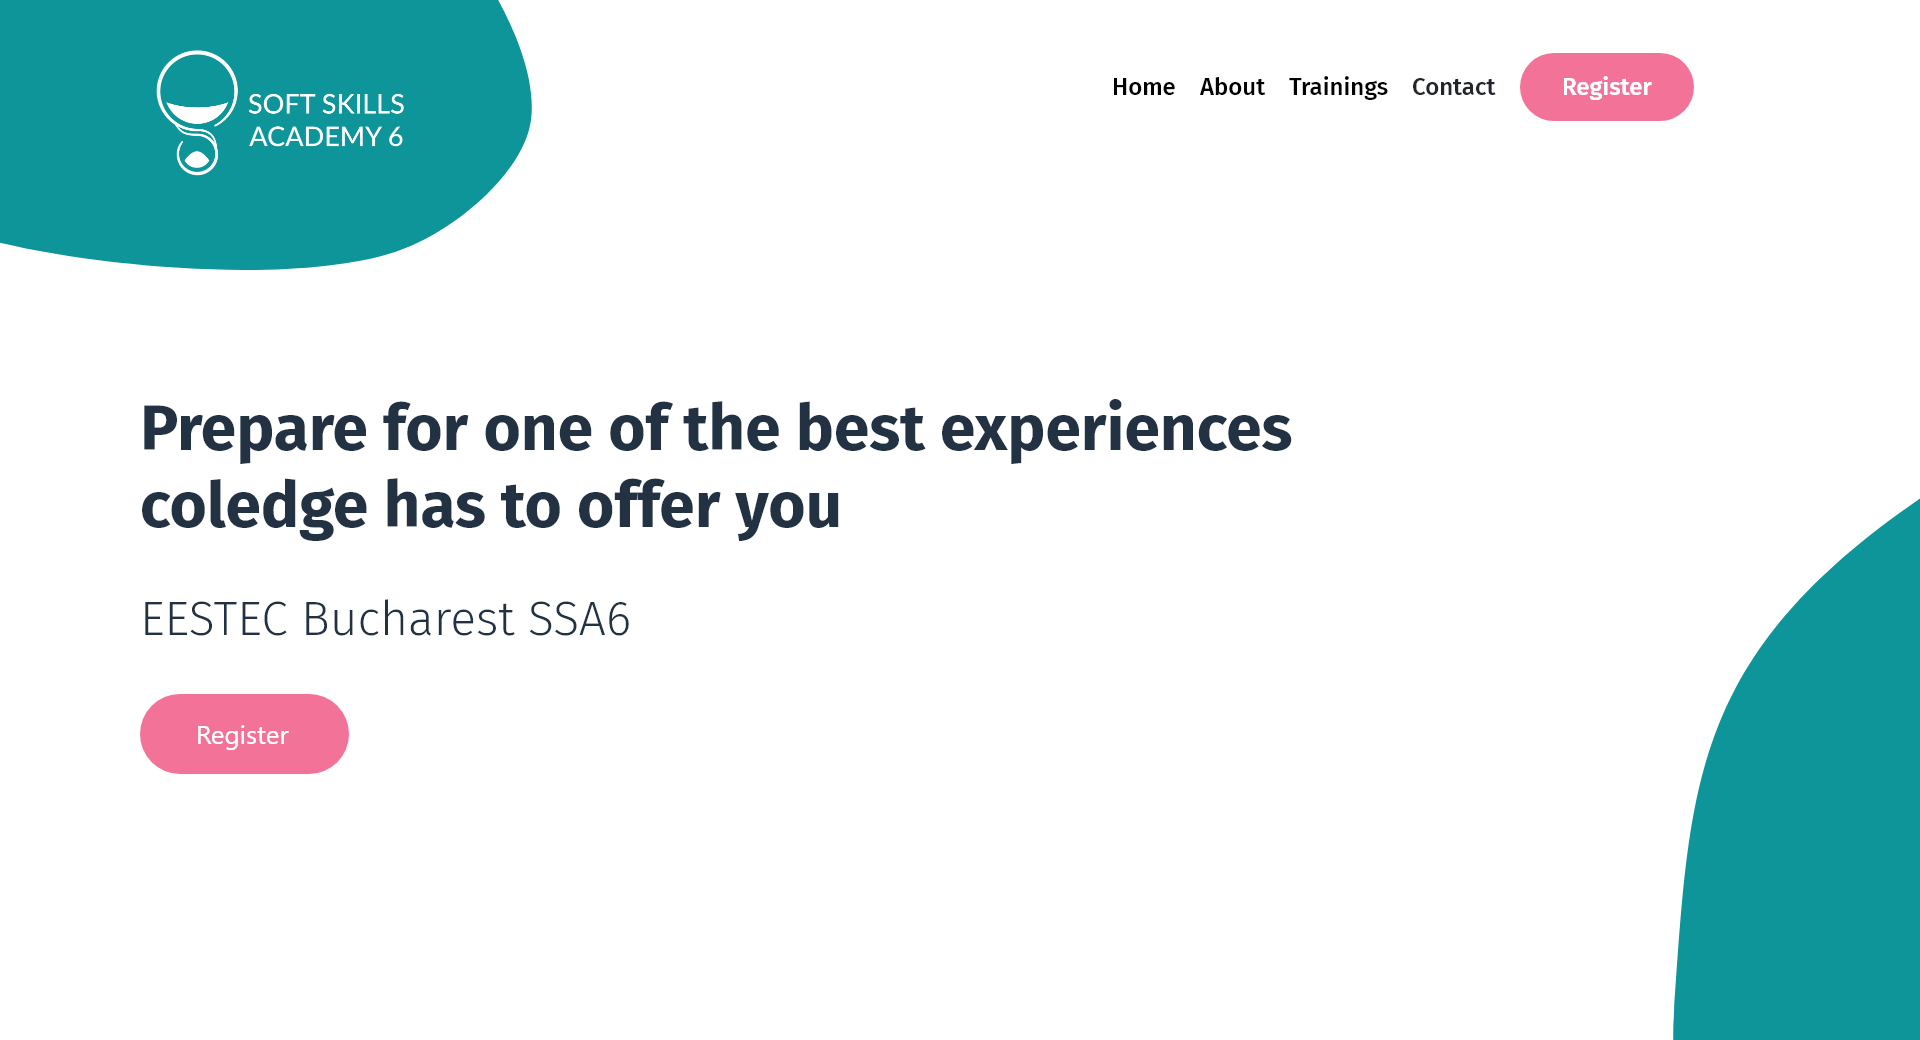 SOFT SKILLS
ACADEMY 6
Home About Trainings Contact Register
Prepare for one of the best experiences
coledge has to offer you
EESTEC Bucharest SSA6
Register